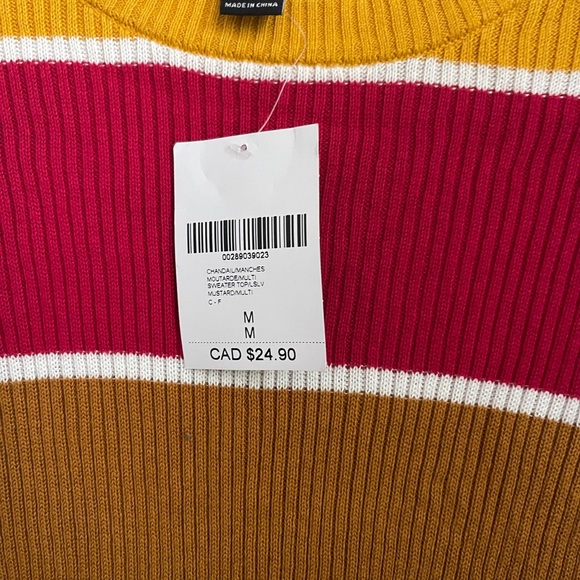 MADE IN CHINA
00289039023
CHANDAIL/MANCHES
MOUTARDE/MULTI
SWEATER TOP/LSLV
MUSTARD/MULTI
C - F
M
M
CAD $24.90